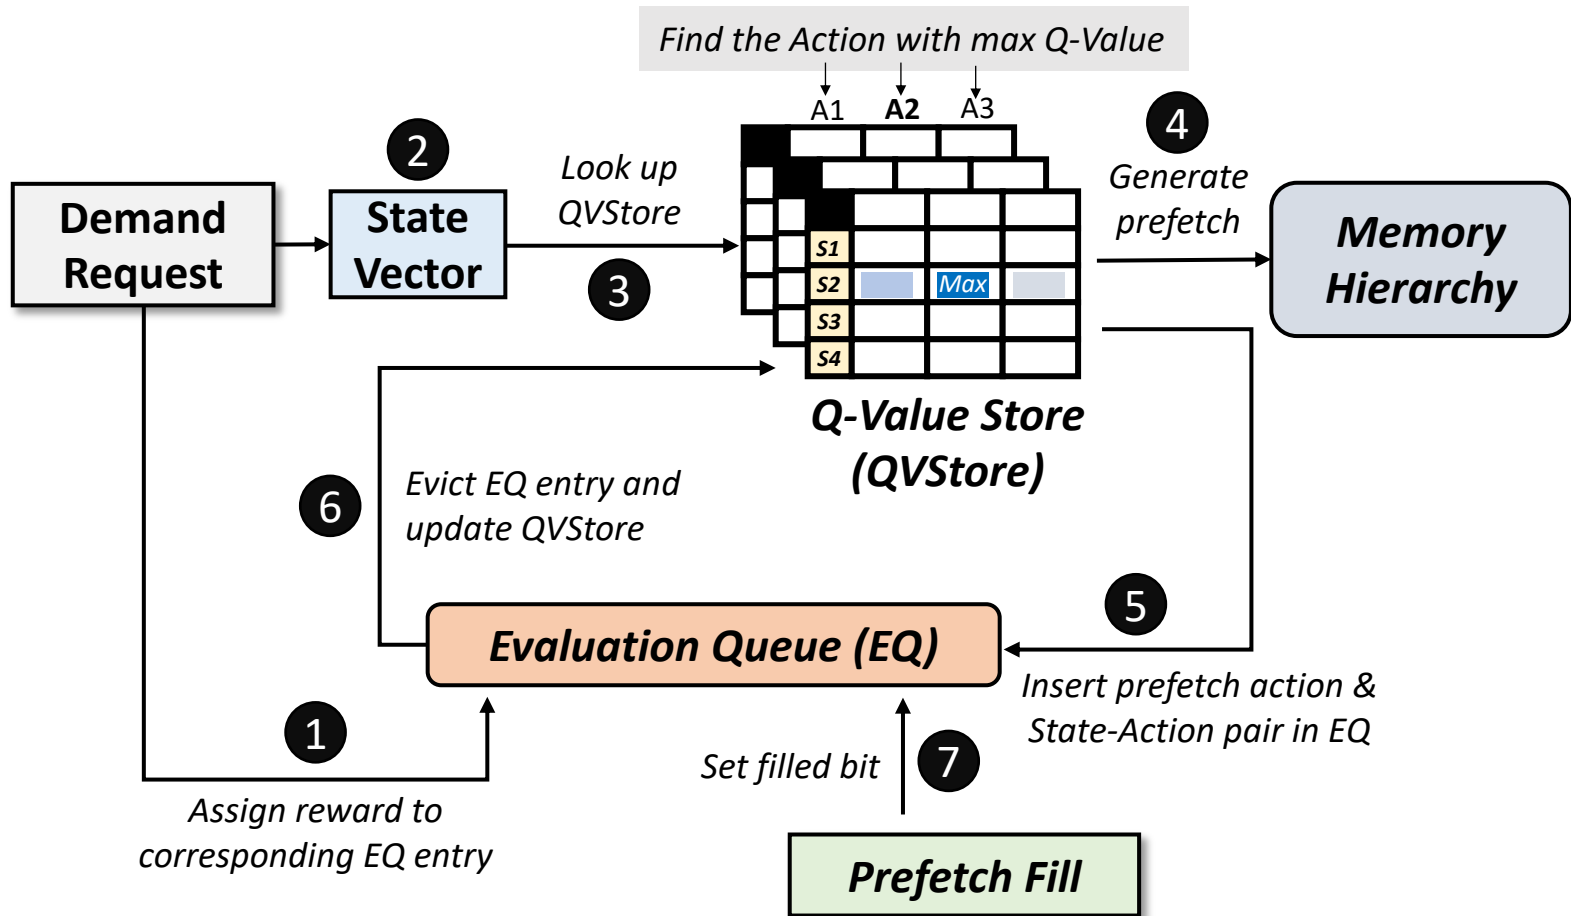 Find the Action with max Q-Value
A1 A2 A3
2
4
Look up
QVStore
Generate
prefetch
Demand
Request
State
Vector
Memory
Hierarchy
3
S1
S2 Max
S3
S4
Q-Value Store
(QVStore)
6
Evict EQ entry and
update QVStore
5
Evaluation Queue (EQ)
Insert prefetch action &
State-Action pair in EQ
1
Set filled bit
7
Assign reward to
corresponding EQ entry
Prefetch Fill